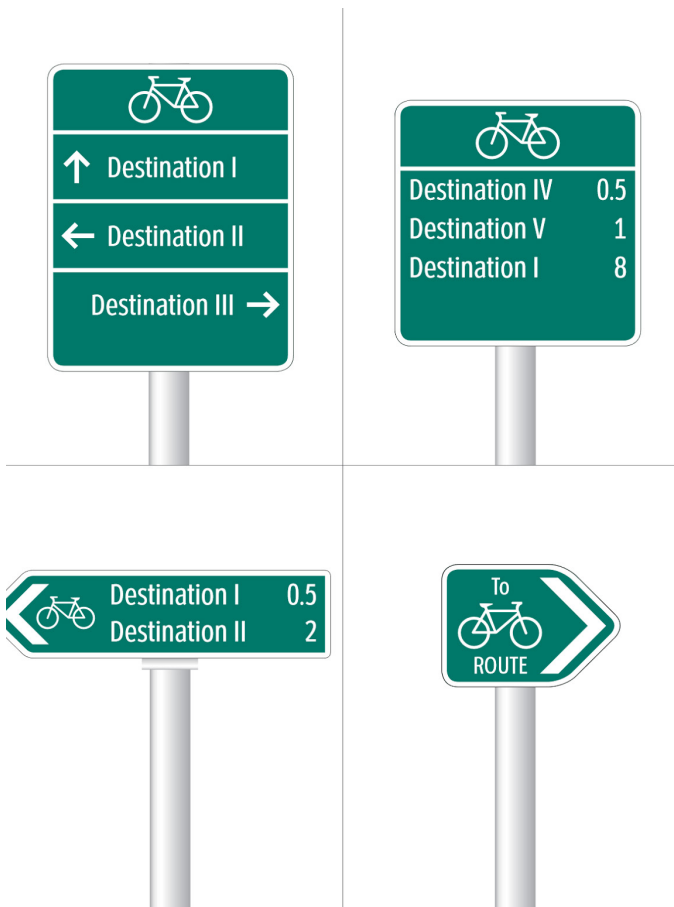 Destination I
Destination II
Destination III
Destination IV 0.5
Destination V 1
Destination I 8
Destination I 0.5
Destination II 2
To
ROUTE